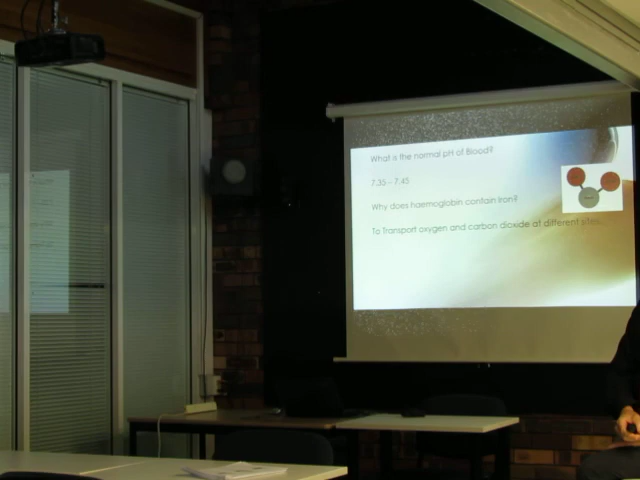 What is the normal pH of Blood?
7.35 – 7.45
Why does haemoglobin contain Iron?
To Transport oxygen and carbon dioxide at different sites.